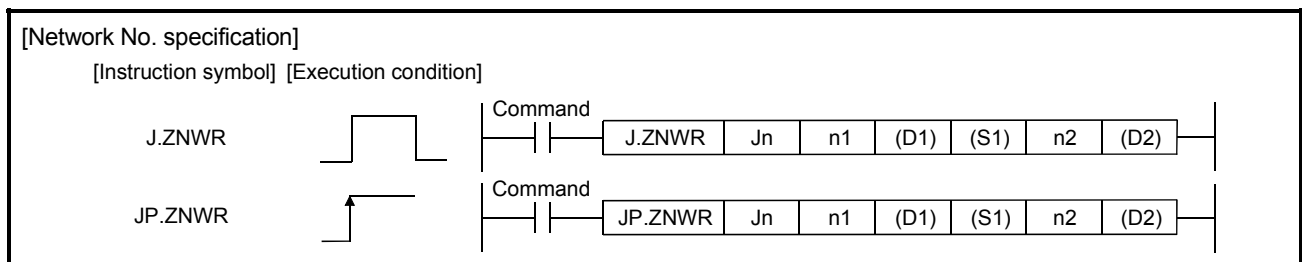 [Network No. specification]
[Instruction symbol] [Execution condition]
Command
J.ZNWR J.ZNWR Jn n1 (D1) (S1) n2 (D2)
Command
JP.ZNWR JP.ZNWR Jn n1 (D1) (S1) n2 (D2)